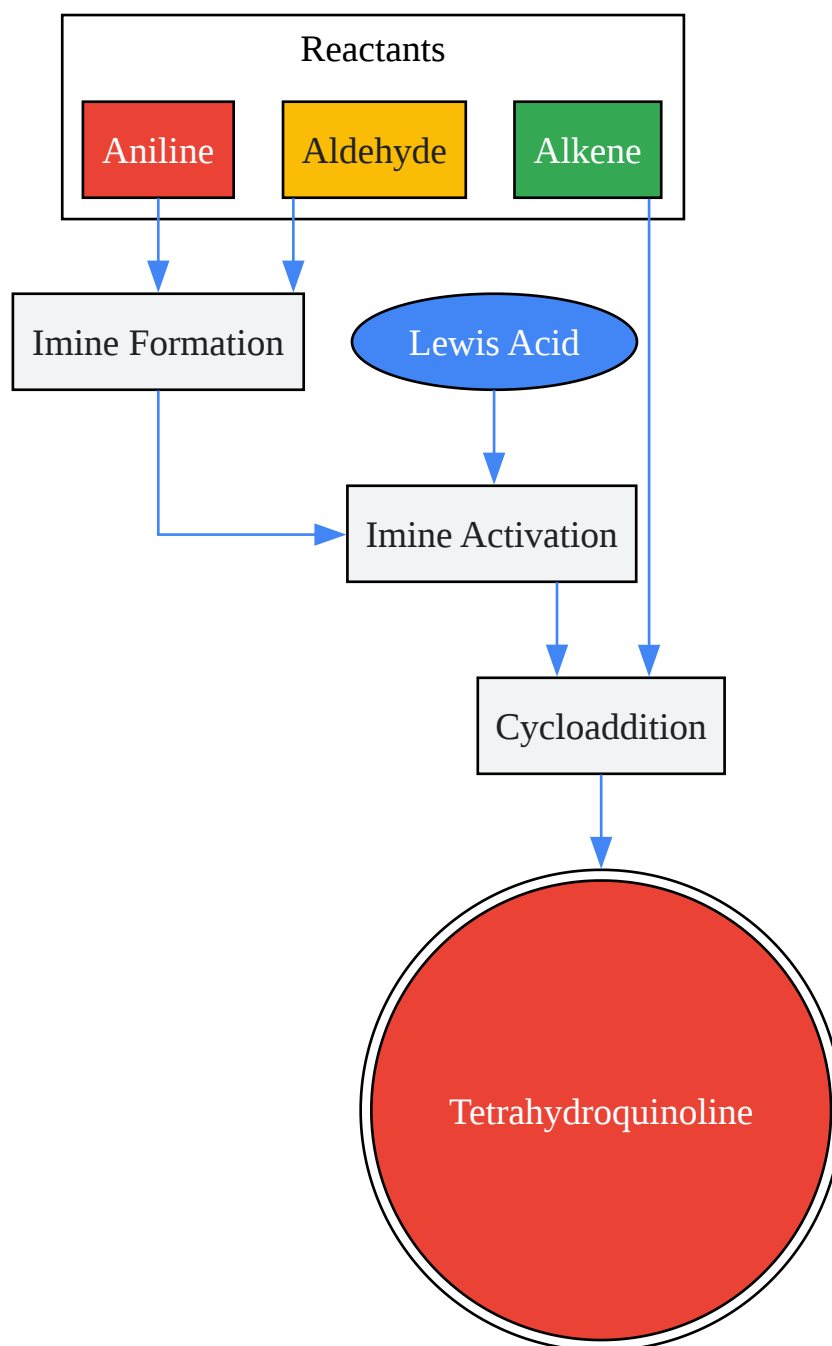 Reactants
Aniline
Aldehyde
Alkene
Imine Formation
Lewis Acid
Imine Activation
Cycloaddition
Tetrahydroquinoline